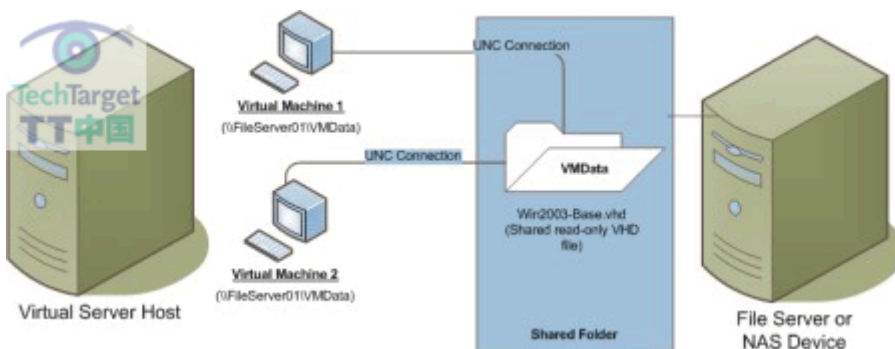 TechTarget
TT中国
Virtual Server Host
UNC Connection
Virtual Machine 1
(\\FileServer01\VMData)
UNC Connection
Virtual Machine 2
(\\FileServer01\VMData)
VMData
Win2003-Base.vhd
(Shared read-only VHD
file)
Shared Folder
File Server or
NAS Device